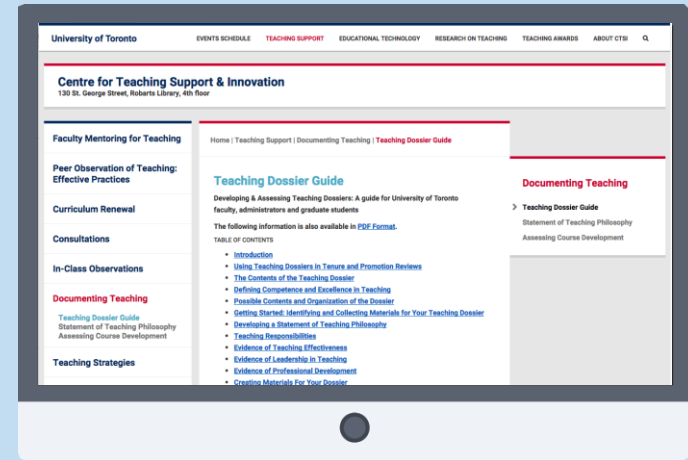 University of Toronto
EVENTS SCHEDULE TEACHING SUPPORT EDUCATIONAL TECHNOLOGY RESEARCH ON TEACHING TEACHING AWARDS ABOUT CTSI
Centre for Teaching Support & Innovation
130 St. George Street, Robarts Library, 4th floor
Faculty Mentoring for Teaching
Peer Observation of Teaching:
Effective Practices
Curriculum Renewal
Consultations
In-Class Observations
Documenting Teaching
Teaching Dossier Guide
Statement of Teaching Philosophy
Assessing Course Development
Teaching Strategies
Home | Teaching Support | Documenting Teaching | Teaching Dossier Guide
Teaching Dossier Guide
Developing & Assessing Teaching Dossiers: A guide for University of Toronto
faculty, administrators and graduate students
The following information is also available in PDF Format.
TABLE OF CONTENTS
• Introduction
• Using Teaching Dossiers in Tenure and Promotion Reviews
• The Contents of the Teaching Dossier
• Defining Competence and Excellence in Teaching
• Possible Contents and Organization of the Dossier
• Getting Started: Identifying and Collecting Materials for Your Teaching Dossier
• Developing a Statement of Teaching Philosophy
• Teaching Responsibilities
• Evidence of Teaching Effectiveness
• Evidence of Leadership in Teaching
• Evidence of Professional Development
• Creating Materials For Your Dossier
Documenting Teaching
Teaching Dossier Guide
Statement of Teaching Philosophy
Assessing Course Development